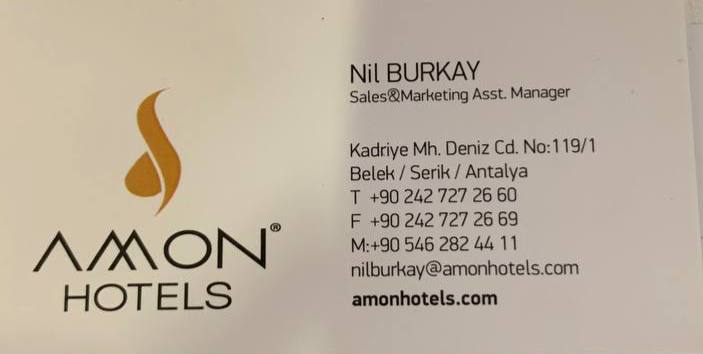 AMON®
HOTELS
Nil BURKAY
Sales&Marketing Asst. Manager
Kadriye Mh. Deniz Cd. No:119/1
Belek / Serik / Antalya
T +90 242 727 26 60
F +90 242 727 26 69
M:+90 546 282 44 11
nilburkay@amonhotels.com
amonhotels.com